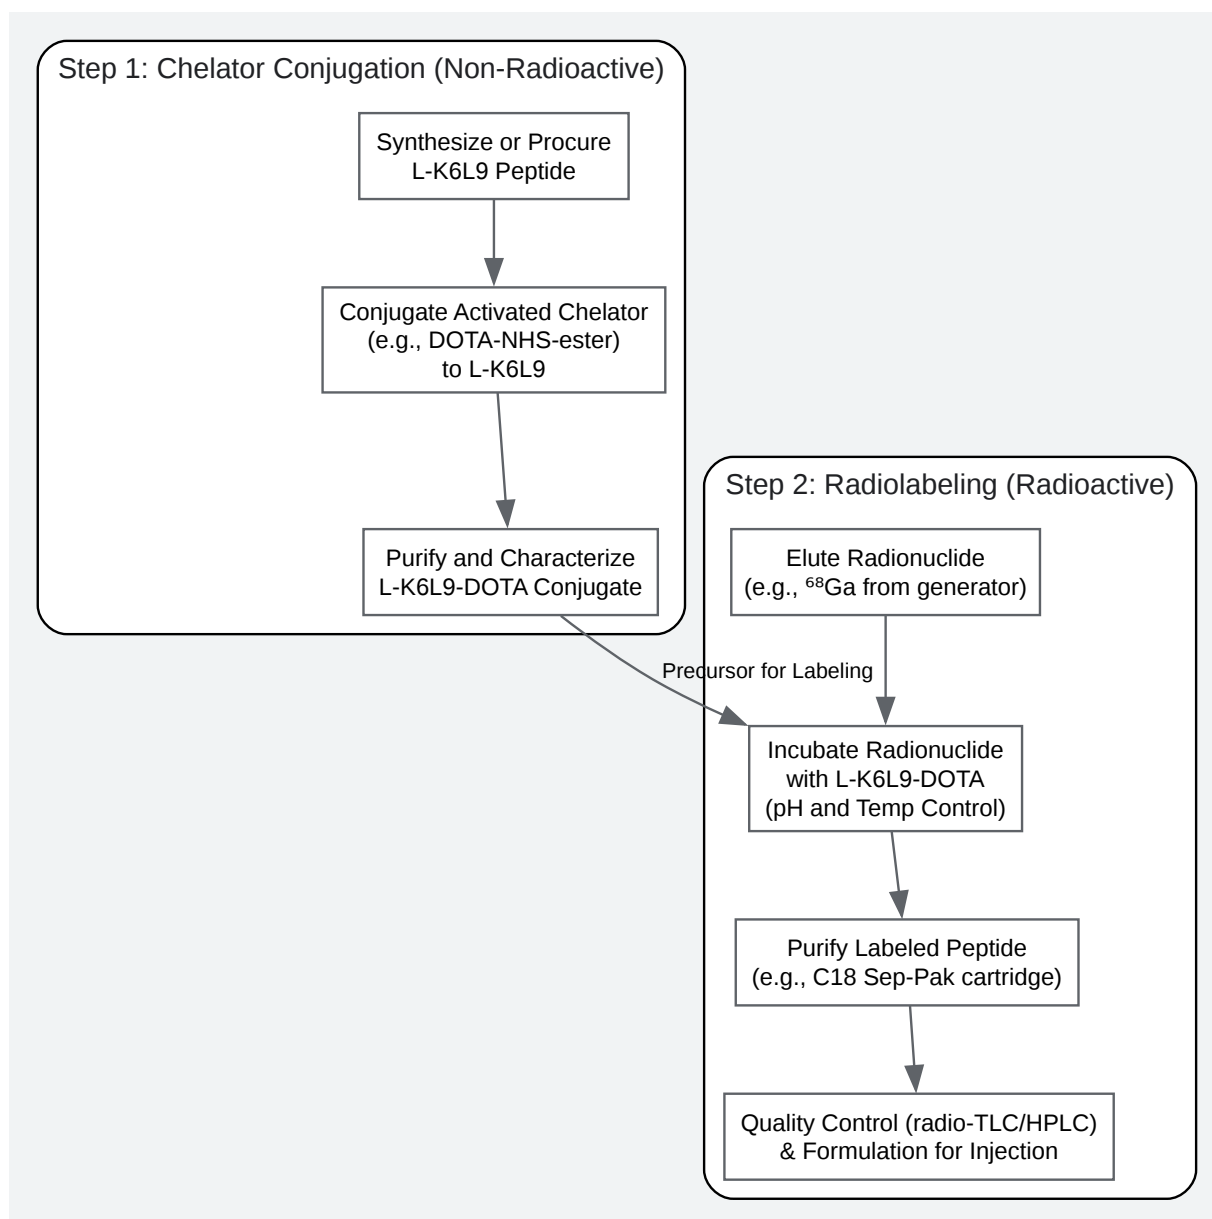 Step 1: Chelator Conjugation (Non-Radioactive)
Synthesize or Procure
L-K6L9 Peptide
Conjugate Activated Chelator
(e.g., DOTA-NHS-ester)
to L-K6L9
Purify and Characterize
L-K6L9-DOTA Conjugate
Precursor for Labeling
Step 2: Radiolabeling (Radioactive)
Elute Radionuclide
(e.g., ⁶⁸Ga from generator)
Incubate Radionuclide
with L-K6L9-DOTA
(pH and Temp Control)
Purify Labeled Peptide
(e.g., C18 Sep-Pak cartridge)
Quality Control (radio-TLC/HPLC)
& Formulation for Injection